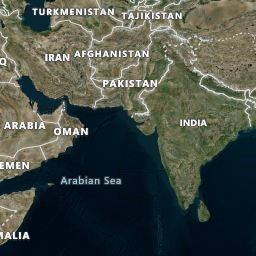 TURKMENISTAN
TAJIKISTAN
IRAN
AFGHANISTAN
Q
PAKISTAN
ARABIA
OMAN
INDIA
EMEN
Arabian Sea
MALIA